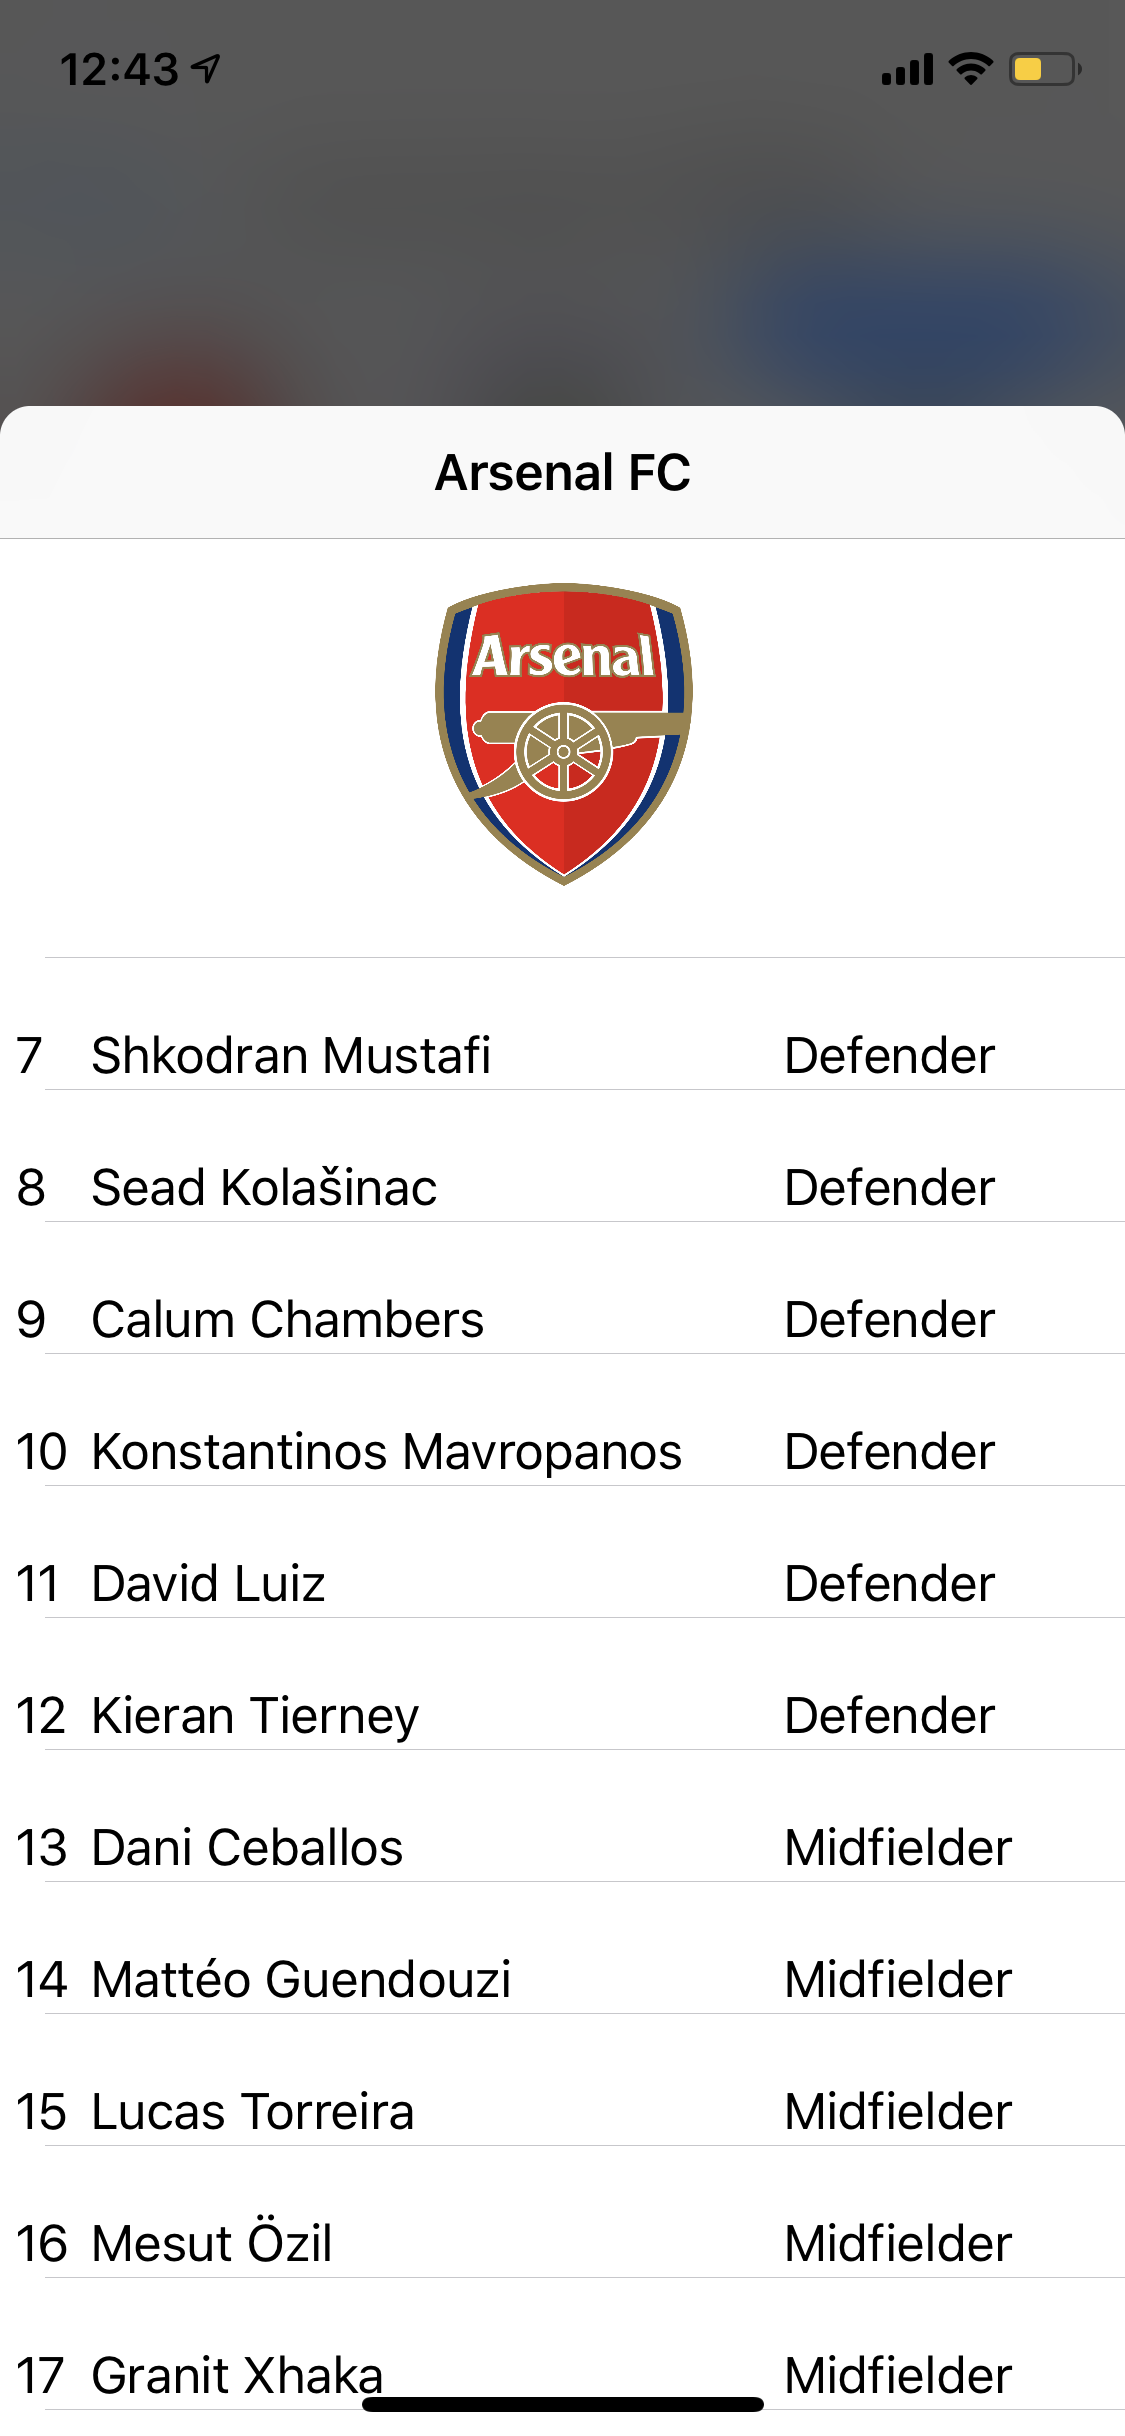 12:43
Arsenal FC
Arsenal
7 Shkodran Mustafi Defender
8 Sead Kolašinac Defender
9 Calum Chambers Defender
10 Konstantinos Mavropanos Defender
11 David Luiz Defender
12 Kieran Tierney Defender
13 Dani Ceballos Midfielder
14 Mattéo Guendouzi Midfielder
15 Lucas Torreira Midfielder
16 Mesut Özil Midfielder
17 Granit Xhaka Midfielder